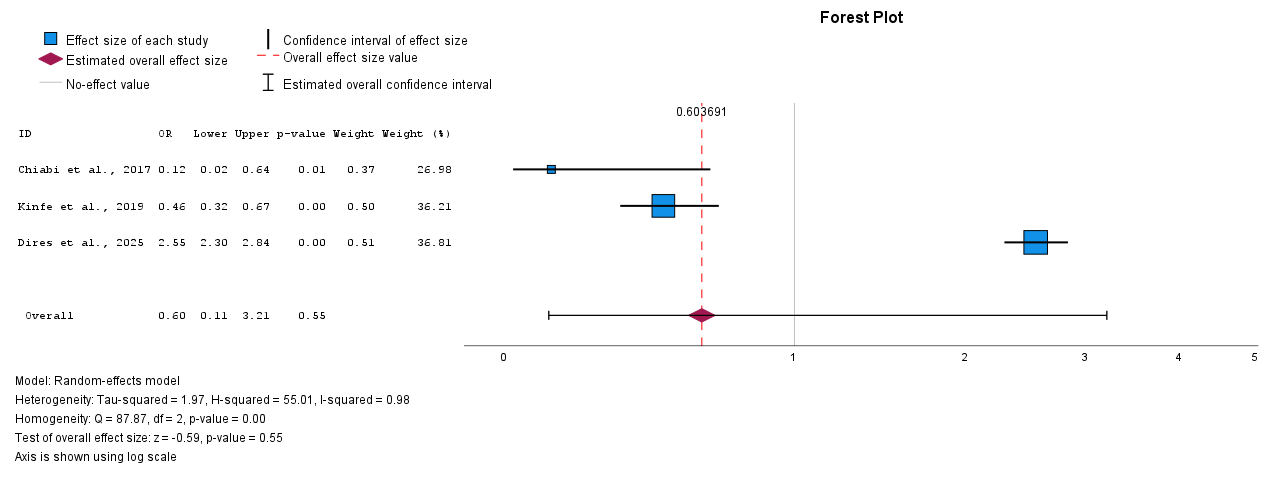 Forest Plot
Effect size of each study
Confidence interval of effect size
Estimated overall effect size
Overall effect size value
No-effect value
Estimated overall confidence interval
0.603691
ID OR Lower Upper p-value Weight Weight (%)
Chiabi et al., 2017 0.12 0.02 0.64 0.01 0.37 26.98
Kinfe et al., 2019 0.46 0.32 0.67 0.00 0.50 36.21
Dires et al., 2025 2.55 2.30 2.84 0.00 0.51 36.81
Overall 0.60 0.11 3.21 0.55
0 1 2 3 4 5
Model: Random-effects model
Heterogeneity: Tau-squared = 1.97, H-squared = 55.01, I-squared = 0.98
Homogeneity: Q = 87.87, df = 2, p-value = 0.00
Test of overall effect size: z = -0.59, p-value = 0.55
Axis is shown using log scale